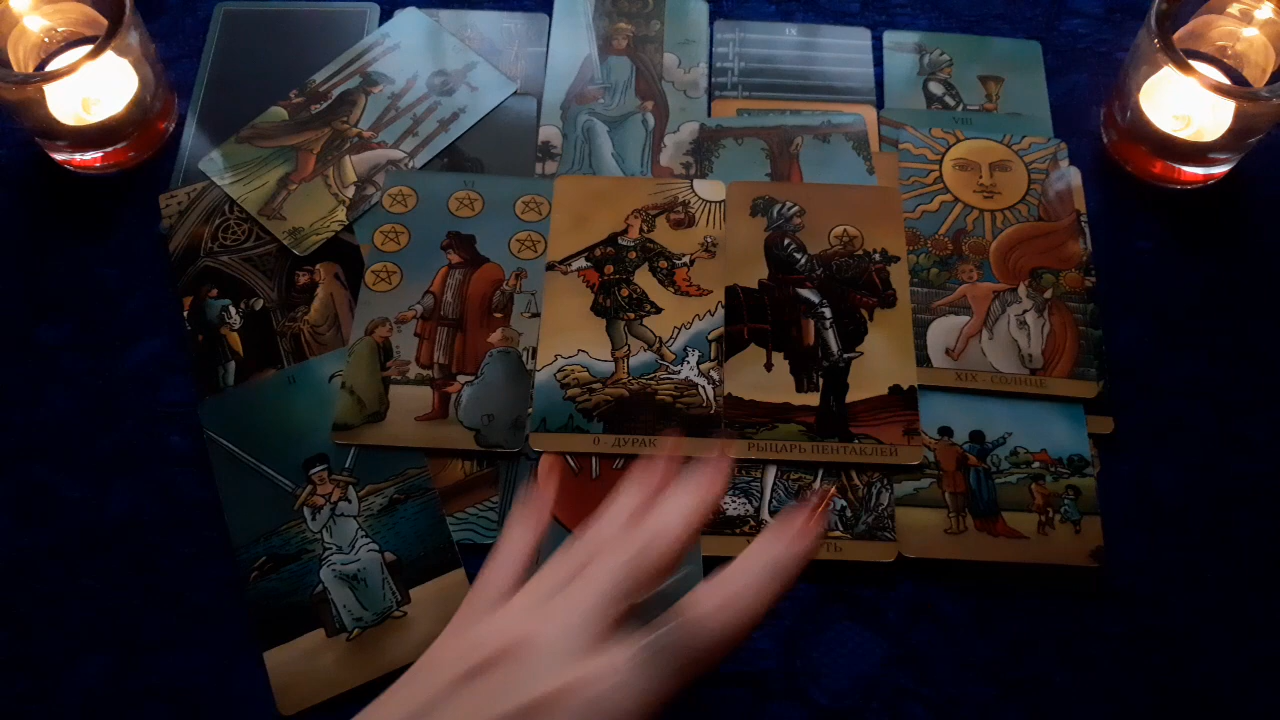 IX
VIII
VI
XIX - СОЛНЦЕ
II
0 - ДУРАК
РЫЦАРЬ ПЕНТАКЛЕЙ